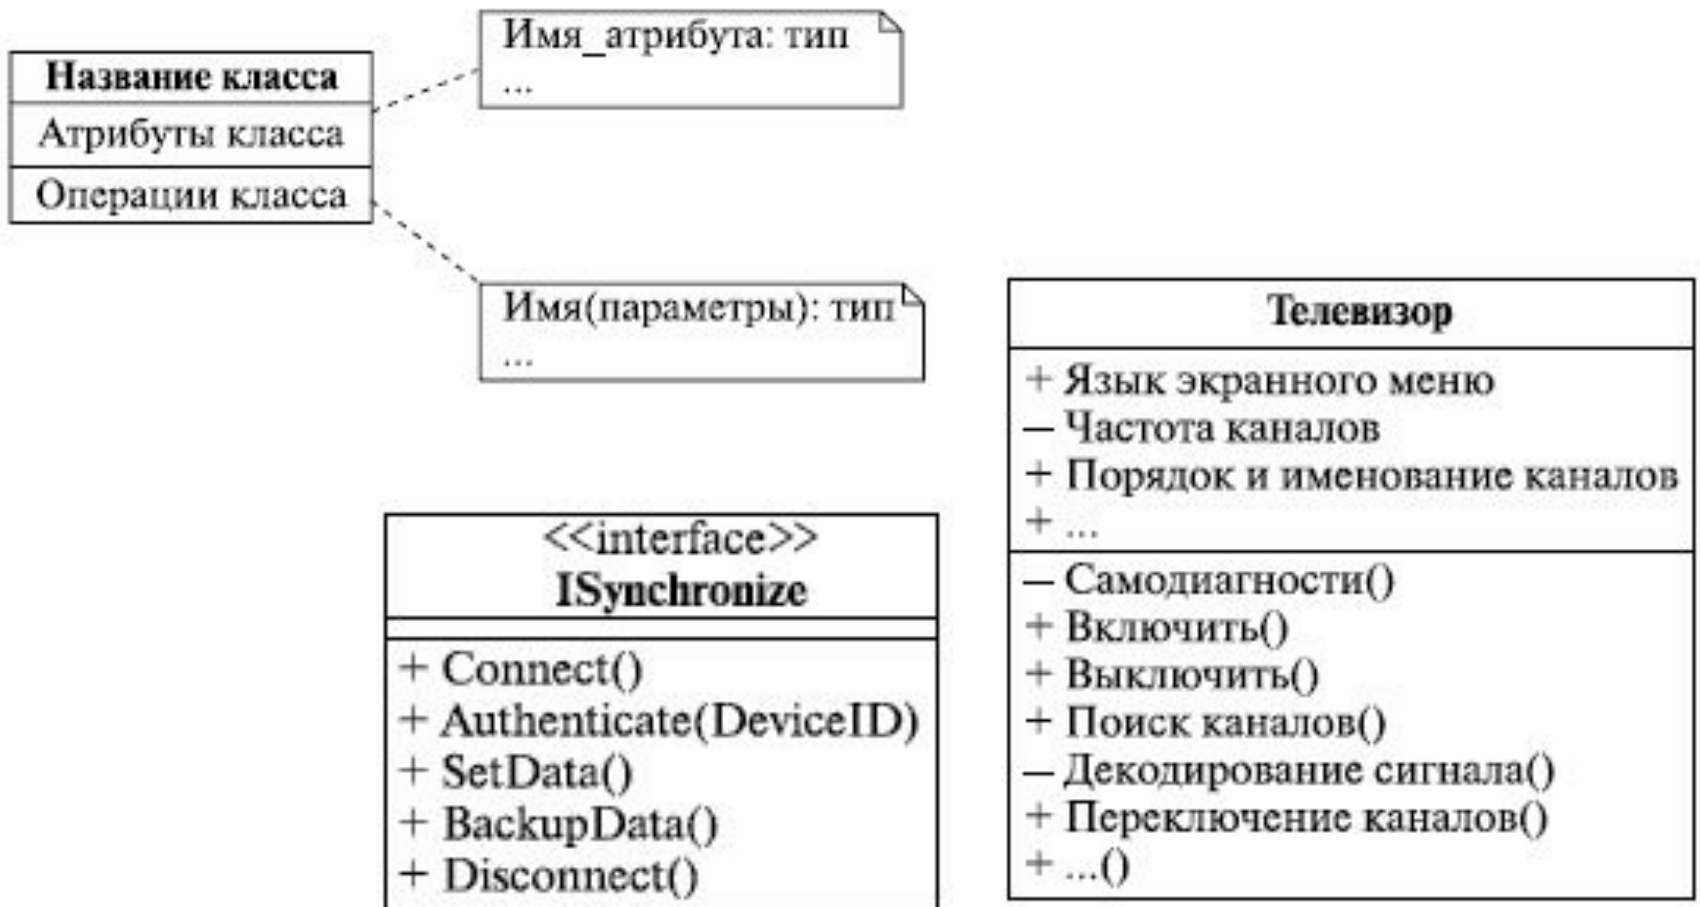 Название класса
Атрибуты класса
Операции класса
Имя_атрибута: тип
...
Имя(параметры): тип
...
<<interface>>
ISynchronize
+ Connect()
+ Authenticate(DeviceID)
+ SetData()
+ BackupData()
+ Disconnect()
Телевизор
+ Язык экранного меню
– Частота каналов
+ Порядок и именование каналов
+ ...
– Самодиагности()
+ Включить()
+ Выключить()
+ Поиск каналов()
– Декодирование сигнала()
+ Переключение каналов()
+ ...()